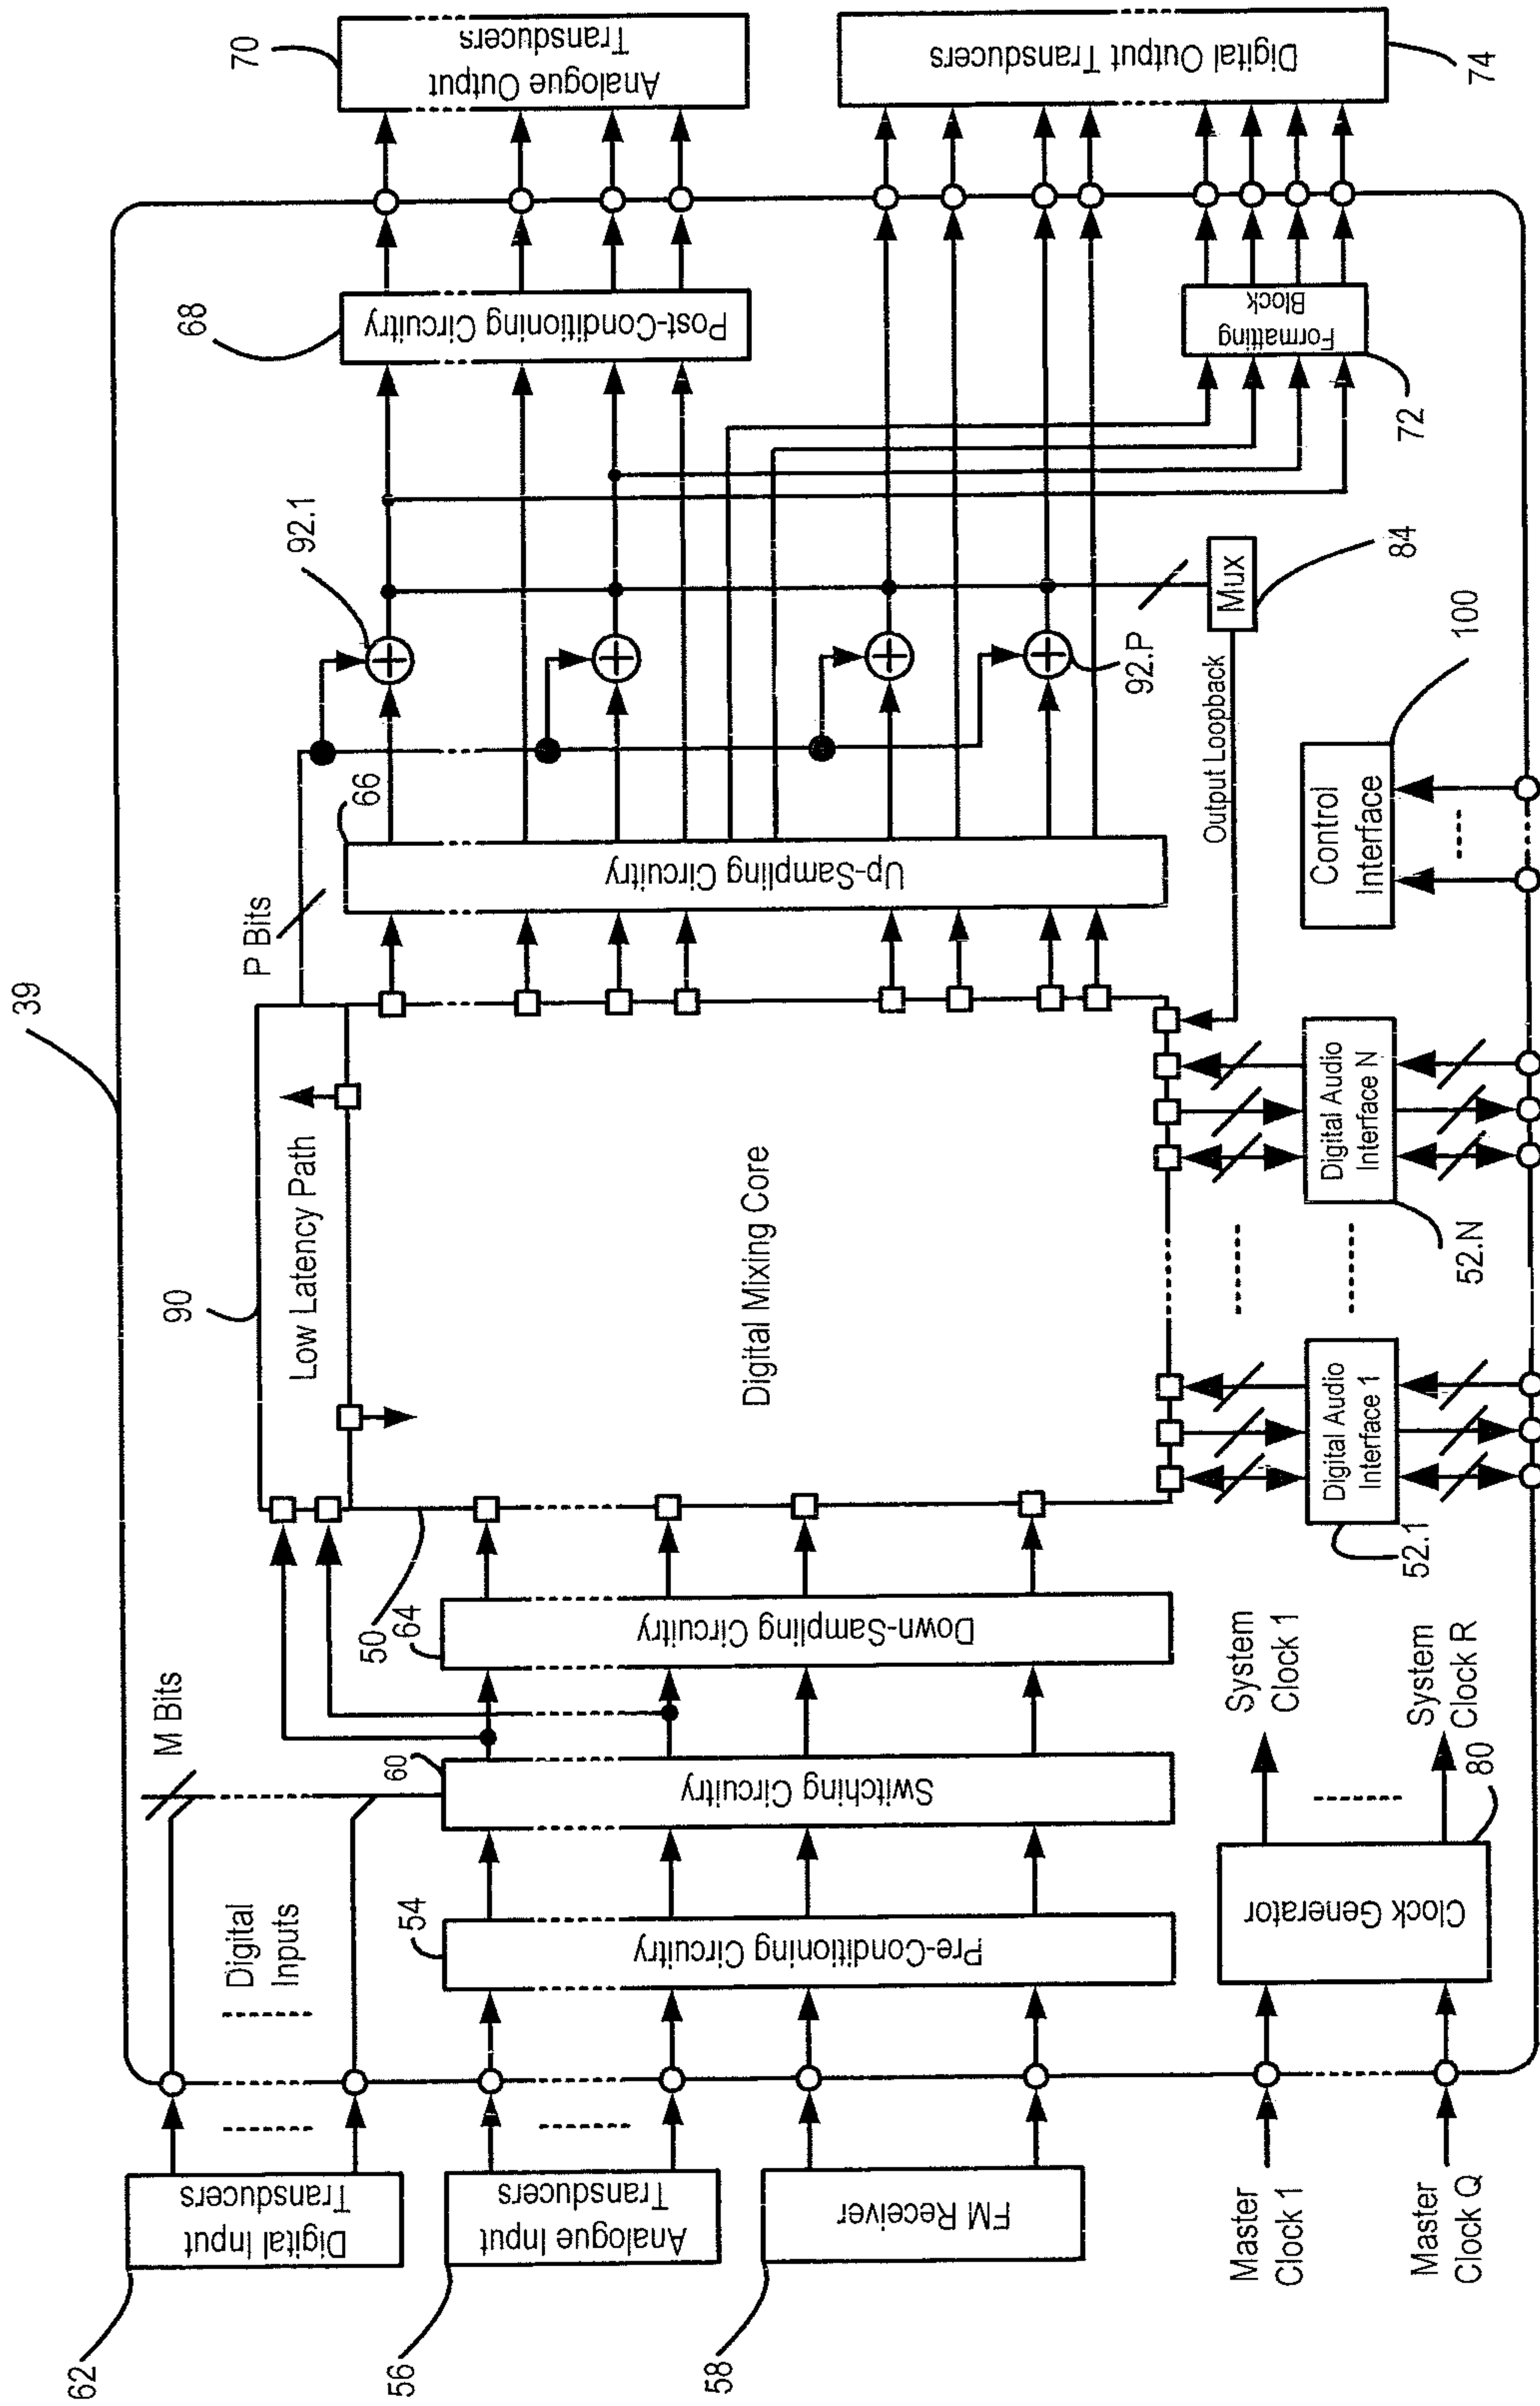 39
62
Digital Input
Transducers
56
Analogue Input
Transducers
58
FM Receiver
Master
Clock 1
Master
Clock Q
Digital
Inputs
M Bits
54
Pre-Conditioning Circuitry
60
Switching Circuitry
64
Down-Sampling Circuitry
50
Clock Generator
80
System
Clock 1
System
Clock R
90
Low Latency Path
Digital Mixing Core
Digital Audio
Interface 1
52.1
Digital Audio
Interface N
52.N
P Bits
66
Up-Sampling Circuitry
92.1
92.P
Output Loopback
Mux
84
Control
Interface
100
68
Post-Conditioning Circuitry
Formatting
Block
72
70
Analogue Output
Transducers
Digital Output Transducers
74